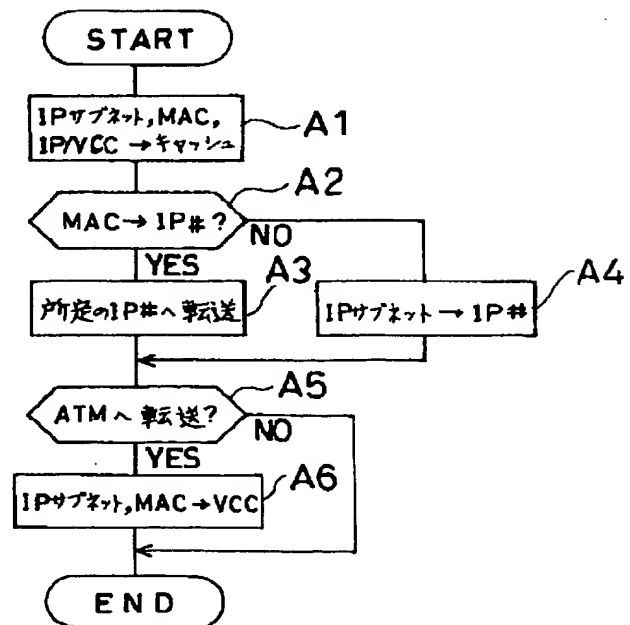 START
IPサブネット,MAC,
IP/VCC→キャッシュ
A1
A2
MAC→IP#?
NO
YES
A3
所定のIP#へ転送
A4
IPサブネット→IP#
A5
ATMへ転送?
NO
YES
A6
IPサブネット,MAC→VCC
END